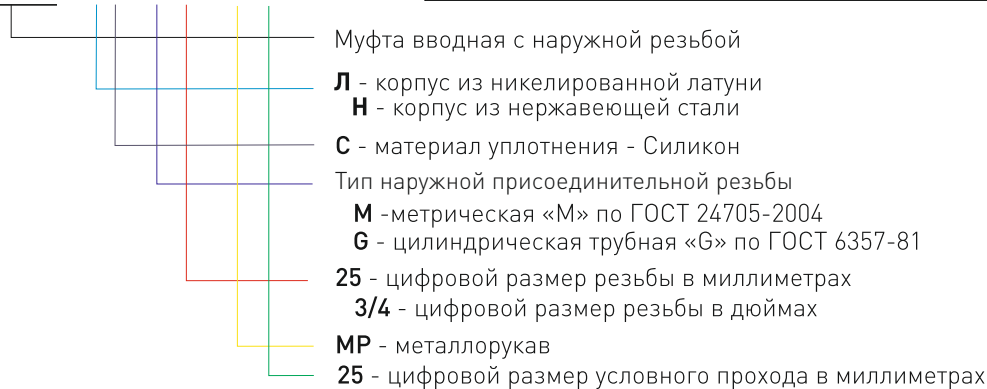 Муфта вводная с наружной резьбой
Л - корпус из никелированной латуни
Н - корпус из нержавеющей стали
С - материал уплотнения - Силикон
Тип наружной присоединительной резьбы
М -метрическая «М» по ГОСТ 24705-2004
G - цилиндрическая трубная «G» по ГОСТ 6357-81
25 - цифровой размер резьбы в миллиметрах
3/4 - цифровой размер резьбы в дюймах
МР - металлорукав
25 - цифровой размер условного прохода в миллиметрах